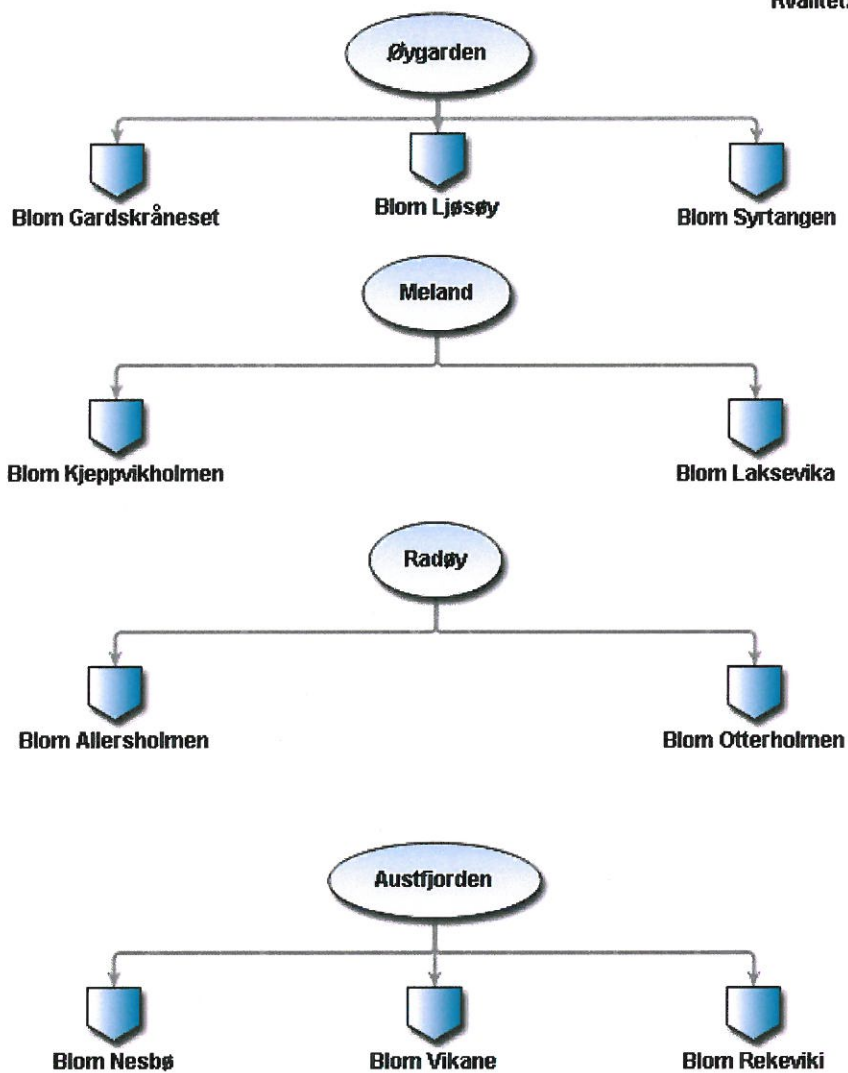 Kvalitet.
Øygarden
Blom Gardskråneset
Blom Ljøsøy
Blom Syrtangen
Meland
Blom Kjeppvikholmen
Blom Laksevika
Radøy
Blom Allersholmen
Blom Otterholmen
Austfjorden
Blom Nesbø
Blom Vikane
Blom Rekeviki